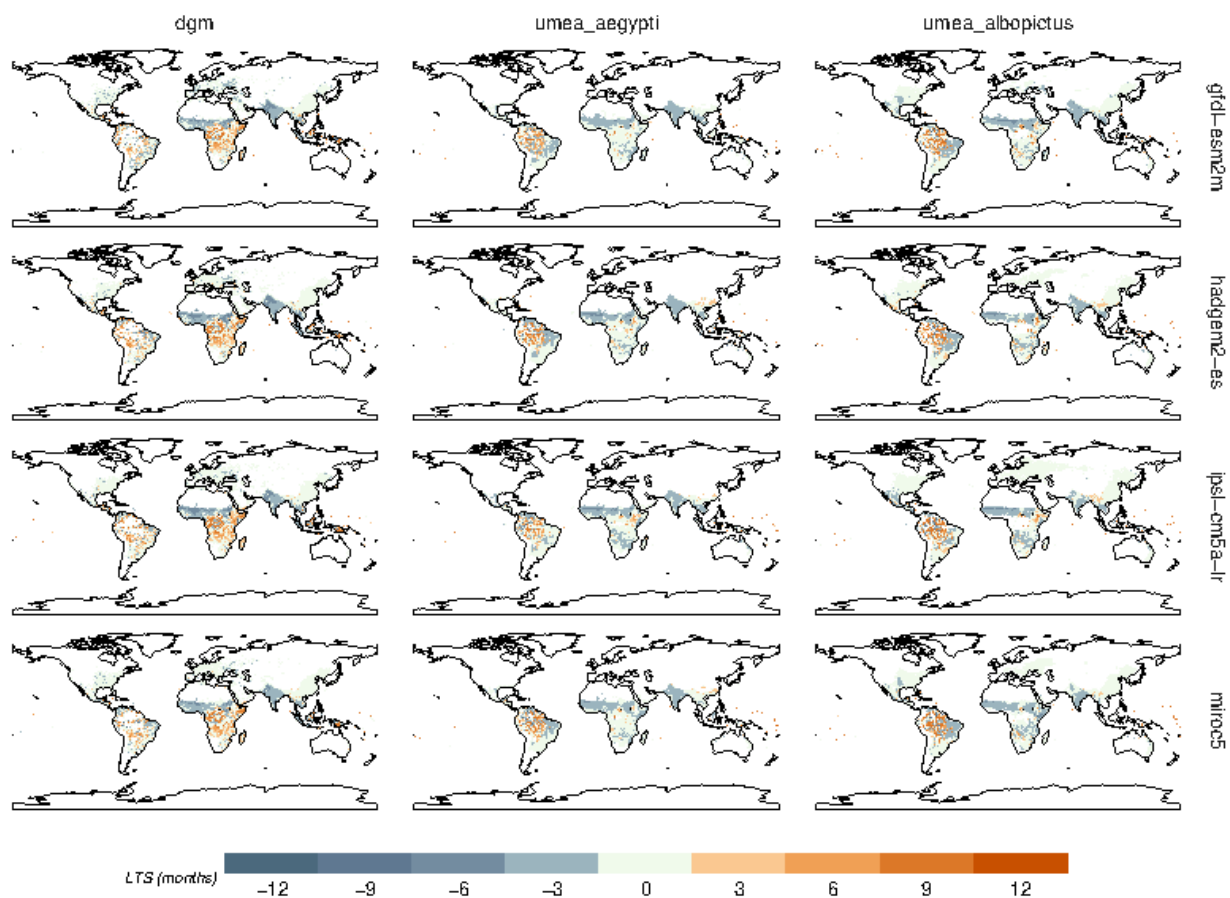 dgm umea_aegypti umea_albopictus
gfdl-esm2m
hadgem2-es
ipsl-cm5a-lr
miroc5
LTS (months)
-12 -9 -6 -3 0 3 6 9 12